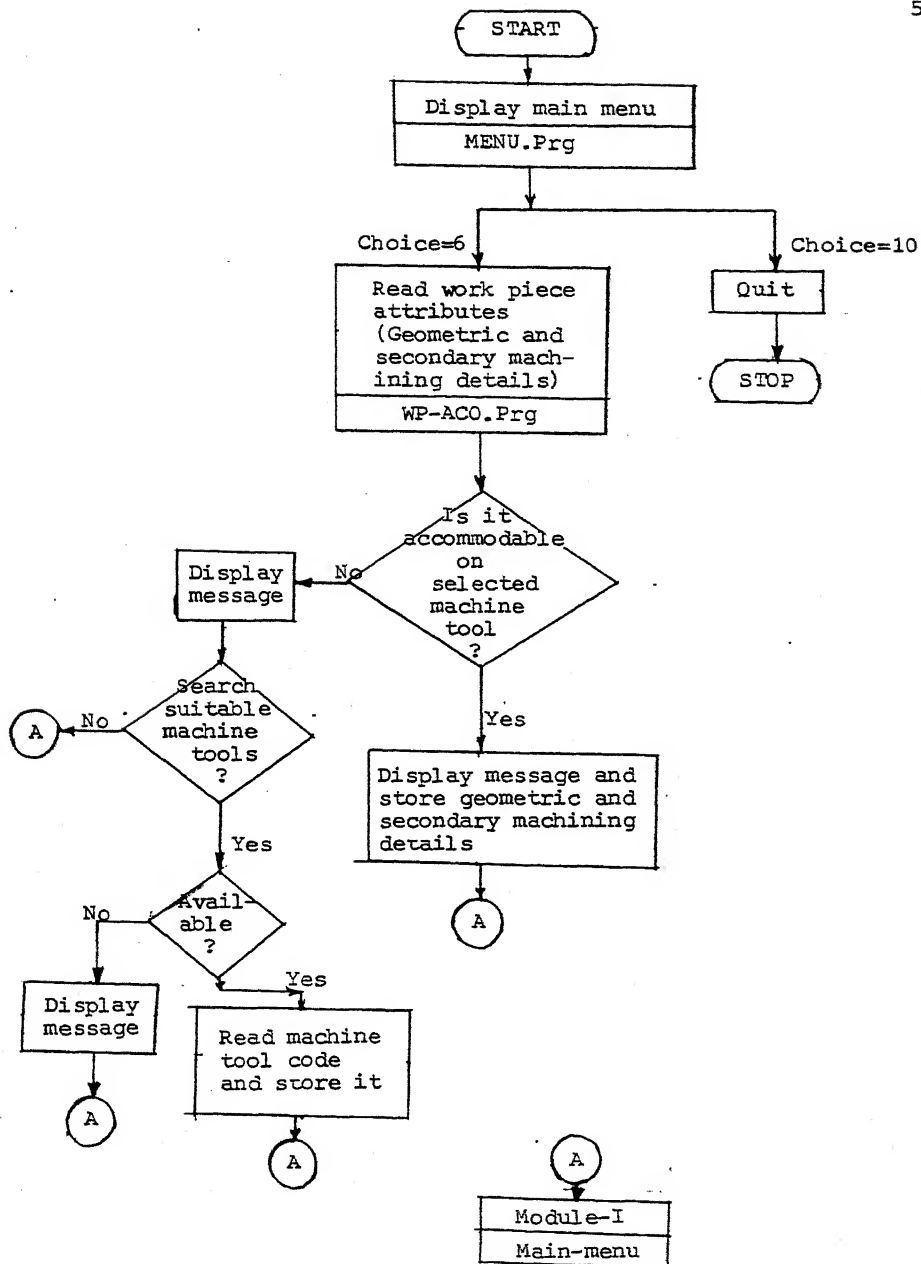 5
START
Display main menu
MENU.Prg
Choice=6
Choice=10
Read work piece
attributes
(Geometric and
secondary mach-
ining details)
WP-ACO.Prg
Quit
STOP
Is it
accommodable
on
selected
machine
tool
?
No
Display
message
Search
suitable
machine
tools
?
No
A
Yes
Display message and
store geometric and
secondary machining
details
A
Yes
Avail-
able
?
No
Display
message
A
Yes
Read machine
tool code
and store it
A
A
Module-I
Main-menu